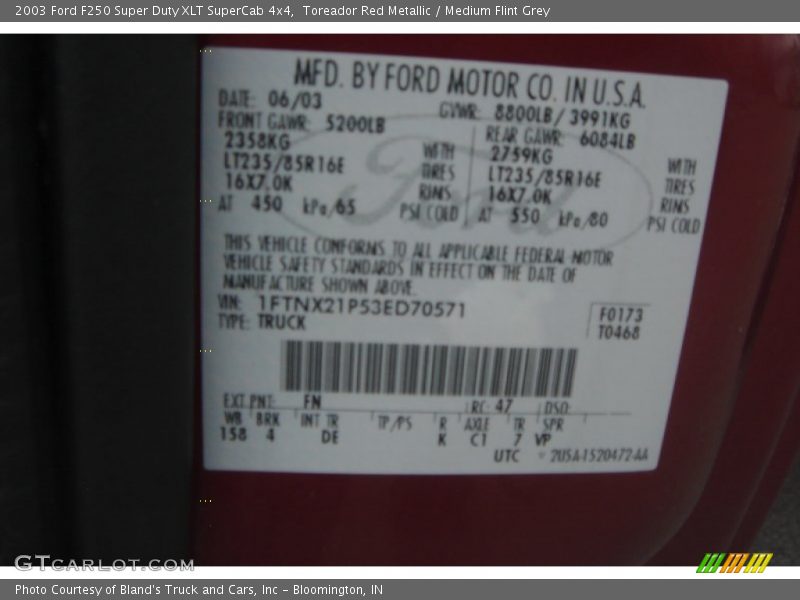 2003 Ford F250 Super Duty XLT SuperCab 4x4, Toreador Red Metallic / Medium Flint Grey
MFD. BY FORD MOTOR CO. IN U.S.A.
DATE: 06/03 GVWR: 8800LB/3991KG
FRONT GAWR: 5200LB REAR GAWR: 6084LB
2358KG WITH 2759KG WITH
LT235/85R16E TIRES LT235/85R16E TIRES
16X7.0K RIMS 16X7.0K RIMS
AT 450 kPa/65 PSI COLD AT 550 kPa/80 PSI COLD
Ford
THIS VEHICLE CONFORMS TO ALL APPLICABLE FEDERAL MOTOR
VEHICLE SAFETY STANDARDS IN EFFECT ON THE DATE OF
MANUFACTURE SHOWN ABOVE.
VIN: 1FTNX21P53ED70571 F0173
TYPE: TRUCK T0468
EXT PNT: FN RC: 47 DSO:
WB BRK INT TR TP/PS R AXLE TR SPR
158 4 DE K C1 7 VP
UTC 2U5A-1520472-AA
GTCarLot.com
Photo Courtesy of Bland's Truck and Cars, Inc - Bloomington, IN